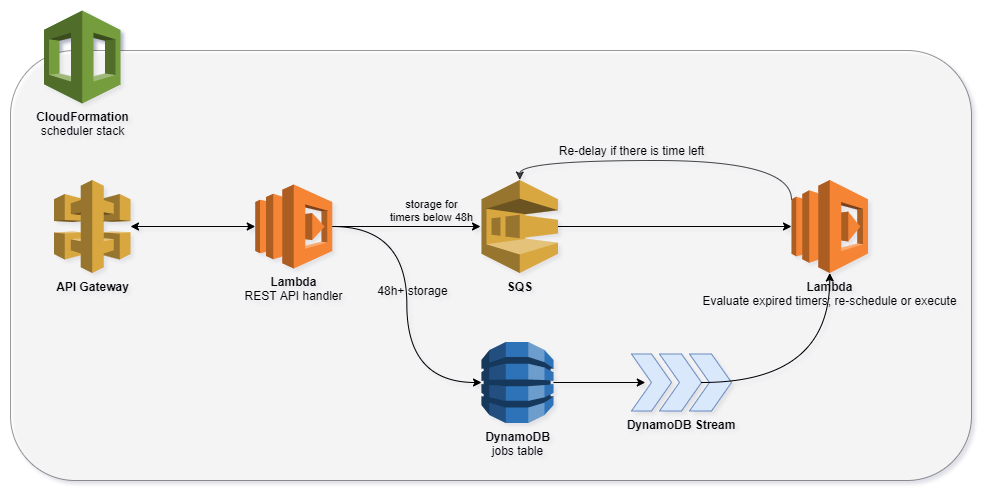 CloudFormation
scheduler stack
Re-delay if there is time left
storage for
timers below 48h
API Gateway
Lambda
REST API handler
SQS
Lambda
Evaluate expired timers, re-schedule or execute
48h+ storage
DynamoDB
jobs table
DynamoDB Stream